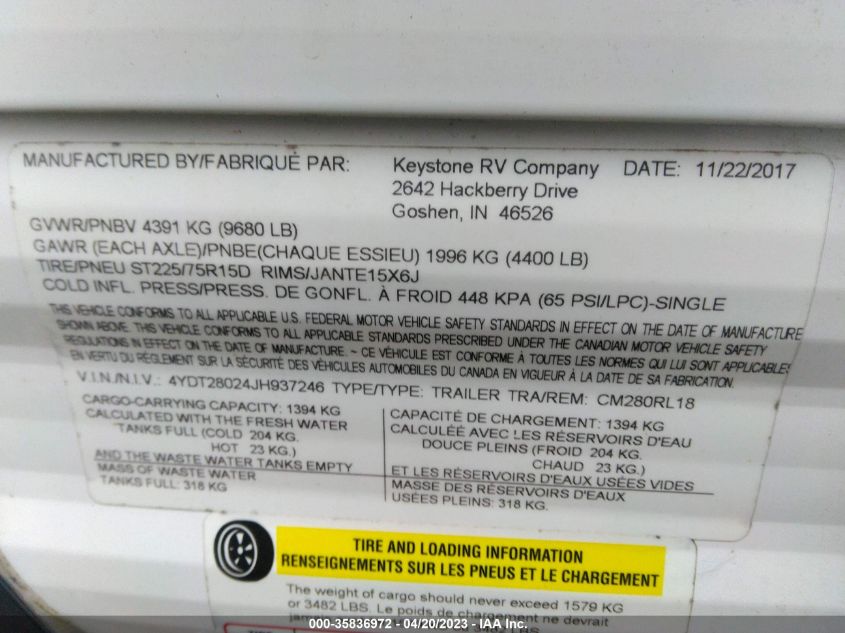 MANUFACTURED BY/FABRIQUÉ PAR: Keystone RV Company DATE: 11/22/2017
2642 Hackberry Drive
Goshen, IN 46526
GVWR/PNBV 4391 KG (9680 LB)
GAWR (EACH AXLE)/PNBE(CHAQUE ESSIEU) 1996 KG (4400 LB)
TIRE/PNEU ST225/75R15D RIMS/JANTE15X6J
COLD INFL. PRESS/PRESS. DE GONFL. À FROID 448 KPA (65 PSI/LPC)-SINGLE
THIS VEHICLE CONFORMS TO ALL APPLICABLE U.S. FEDERAL MOTOR VEHICLE SAFETY STANDARDS IN EFFECT ON THE DATE OF MANUFACTURE
SHOWN ABOVE. THIS VEHICLE CONFORMS TO ALL APPLICABLE STANDARDS PRESCRIBED UNDER THE CANADIAN MOTOR VEHICLE SAFETY
REGULATIONS IN EFFECT ON THE DATE OF MANUFACTURE. ~ CE VÉHICULE EST CONFORME À TOUTES LES NORMES QUI LUI SONT APPLICABLES
EN VERTU DU RÈGLEMENT SUR LA SÉCURITÉ DES VÉHICULES AUTOMOBILES DU CANADA EN VIGUEUR À LA DATE DE SA FABRICATION.
V.I.N./N.I.V.: 4YDT28024JH937246 TYPE/TYPE: TRAILER TRA/REM: CM280RL18
CARGO-CARRYING CAPACITY: 1394 KG
CALCULATED WITH THE FRESH WATER
TANKS FULL (COLD 204 KG.
HOT 23 KG.)
AND THE WASTE WATER TANKS EMPTY
MASS OF WASTE WATER
TANKS FULL: 318 KG
CAPACITÉ DE CHARGEMENT: 1394 KG
CALCULÉE AVEC LES RÉSERVOIRS D'EAU
DOUCE PLEINS (FROID 204 KG.
CHAUD 23 KG.)
ET LES RÉSERVOIRS D'EAUX USÉES VIDES
MASSE DES RÉSERVOIRS D'EAUX
USÉES PLEINS: 318 KG.
TIRE AND LOADING INFORMATION
RENSEIGNEMENTS SUR LES PNEUS ET LE CHARGEMENT
The weight of cargo should never exceed 1579 KG
or 3482 LBS. Le poids de chargement ne devrait
000-35836972 - 04/20/2023 - IAA Inc.